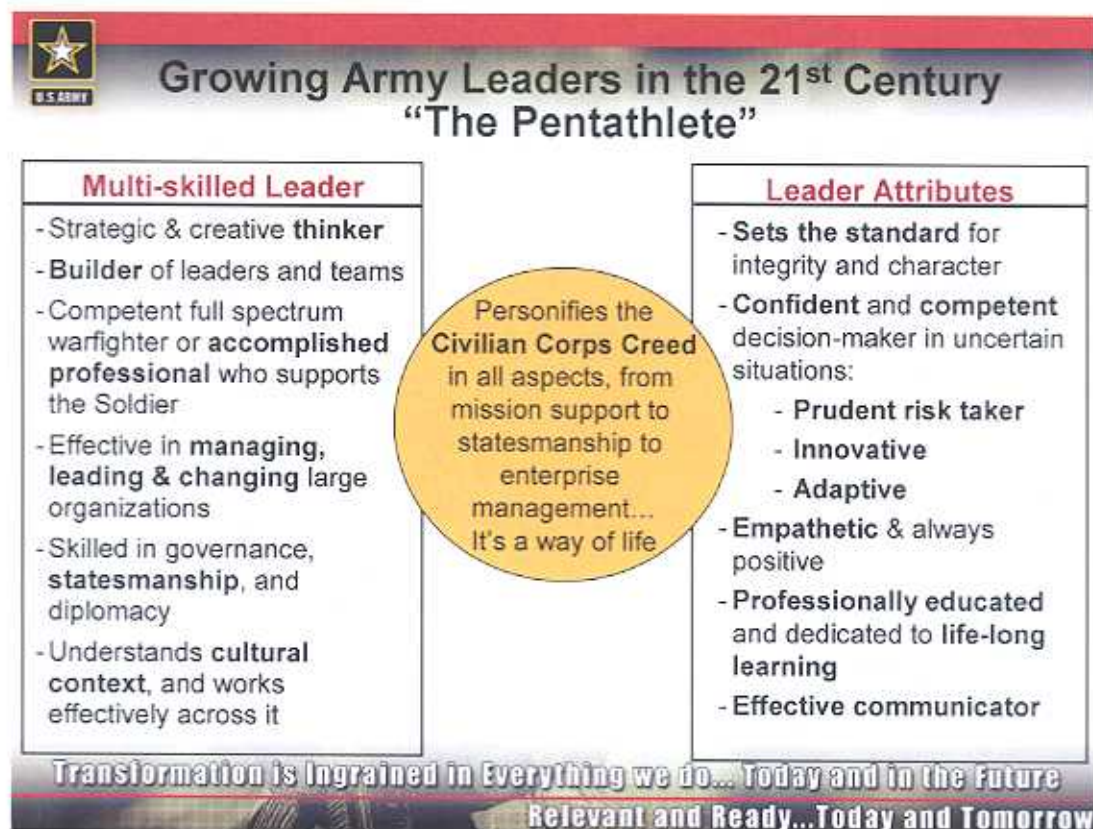 U.S. ARMY
Growing Army Leaders in the 21st Century
“The Pentathlete”
Multi-skilled Leader
- Strategic & creative thinker
- Builder of leaders and teams
- Competent full spectrum
warfighter or accomplished
professional who supports
the Soldier
- Effective in managing,
leading & changing large
organizations
- Skilled in governance,
statesmanship, and
diplomacy
- Understands cultural
context, and works
effectively across it
Personifies the
Civilian Corps Creed
in all aspects, from
mission support to
statesmanship to
enterprise
management...
It's a way of life
Leader Attributes
- Sets the standard for
integrity and character
- Confident and competent
decision-maker in uncertain
situations:
- Prudent risk taker
- Innovative
- Adaptive
- Empathetic & always
positive
- Professionally educated
and dedicated to life-long
learning
- Effective communicator
Transformation is Ingrained in Everything we do... Today and in the Future
Relevant and Ready...Today and Tomorrow